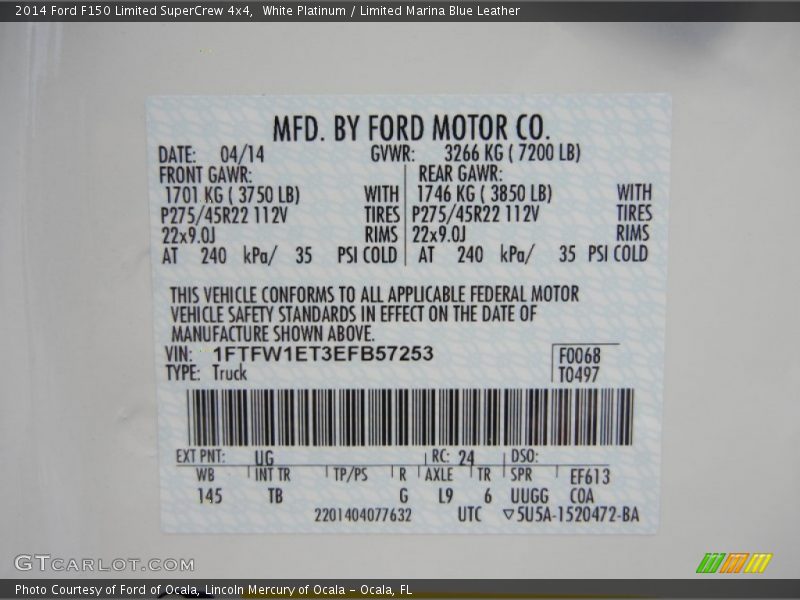 2014 Ford F150 Limited SuperCrew 4x4,  White Platinum / Limited Marina Blue Leather
MFD. BY FORD MOTOR CO.
DATE: 04/14 GVWR: 3266 KG ( 7200 LB)
FRONT GAWR: REAR GAWR:
1701 KG ( 3750 LB) WITH 1746 KG ( 3850 LB) WITH
P275/45R22 112V TIRES P275/45R22 112V TIRES
22x9.0J RIMS 22x9.0J RIMS
AT 240 kPa/ 35 PSI COLD AT 240 kPa/ 35 PSI COLD
THIS VEHICLE CONFORMS TO ALL APPLICABLE FEDERAL MOTOR
VEHICLE SAFETY STANDARDS IN EFFECT ON THE DATE OF
MANUFACTURE SHOWN ABOVE.
VIN: 1FTFW1ET3EFB57253 F0068
TYPE: Truck T0497
EXT PNT: UG RC: 24 DSO:
WB INT TR TP/PS R AXLE TR SPR EF613
145 TB G L9 6 UUGG COA
2201404077632 UTC ▽5U5A-1520472-BA
GTCARLOT.COM
Photo Courtesy of Ford of Ocala, Lincoln Mercury of Ocala - Ocala, FL